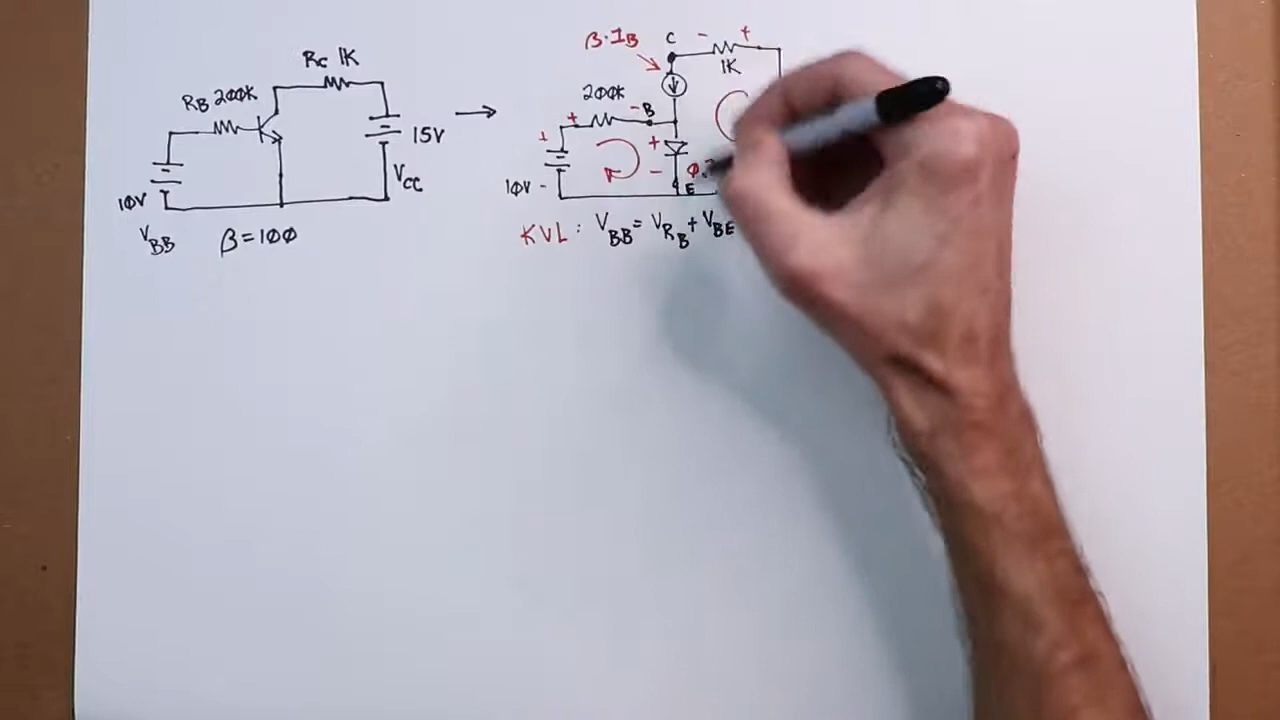 RC 1K
RB 200K
15V
VCC
10V
VBB
β=100
β·IB
C
- +
1K
200K
+ - B
+
+
-
10V -
E
KVL: VBB = VRB + VBE